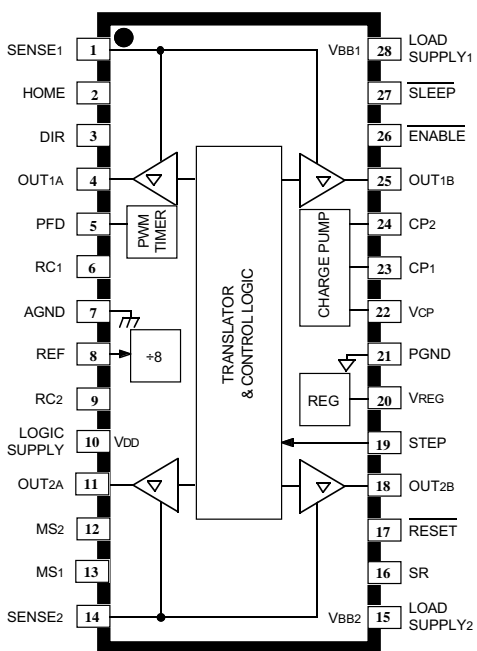 SENSE1 1
HOME 2
DIR 3
OUT1A 4
PFD 5
RC1 6
AGND 7
REF 8
RC2 9
LOGIC
SUPPLY 10 VDD
OUT2A 11
MS2 12
MS1 13
SENSE2 14
PWM
TIMER
÷8
TRANSLATOR
& CONTROL LOGIC
CHARGE PUMP
REG
VBB1 28 LOAD
SUPPLY1
27 SLEEP
26 ENABLE
25 OUT1B
24 CP2
23 CP1
22 VCP
21 PGND
20 VREG
19 STEP
18 OUT2B
17 RESET
16 SR
VBB2 15 LOAD
SUPPLY2